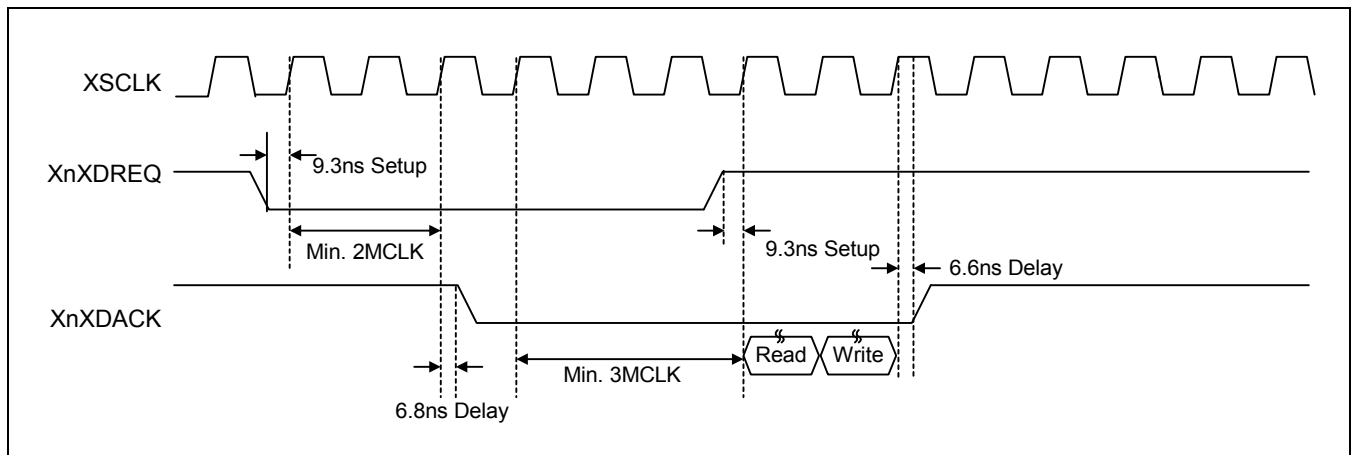 XSCLK
XnXDREQ
9.3ns Setup
Min. 2MCLK
9.3ns Setup
6.6ns Delay
XnXDACK
Read Write
Min. 3MCLK
6.8ns Delay